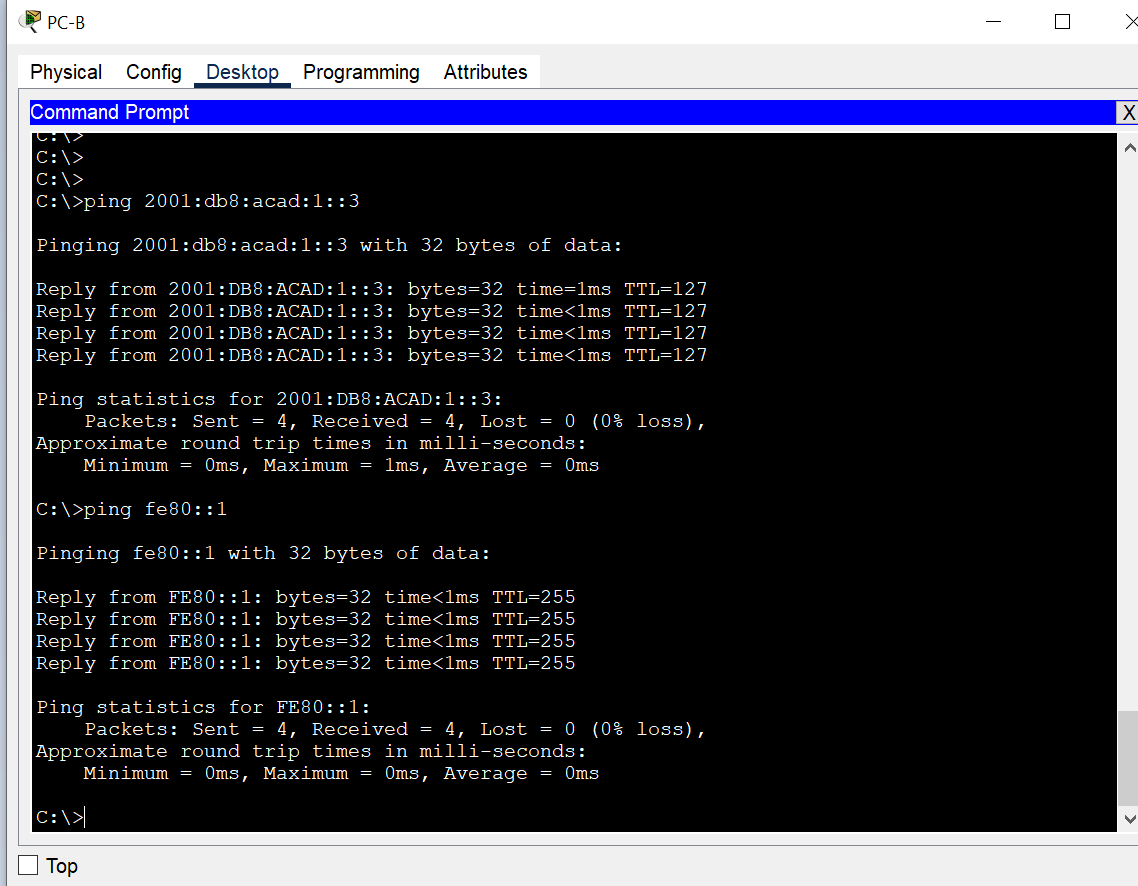 PC-B
Physical Config Desktop Programming Attributes
Command Prompt X
C:\>
C:\>
C:\>
C:\>ping 2001:db8:acad:1::3
Pinging 2001:db8:acad:1::3 with 32 bytes of data:
Reply from 2001:DB8:ACAD:1::3: bytes=32 time=1ms TTL=127
Reply from 2001:DB8:ACAD:1::3: bytes=32 time<1ms TTL=127
Reply from 2001:DB8:ACAD:1::3: bytes=32 time<1ms TTL=127
Reply from 2001:DB8:ACAD:1::3: bytes=32 time<1ms TTL=127
Ping statistics for 2001:DB8:ACAD:1::3:
Packets: Sent = 4, Received = 4, Lost = 0 (0% loss),
Approximate round trip times in milli-seconds:
Minimum = 0ms, Maximum = 1ms, Average = 0ms
C:\>ping fe80::1
Pinging fe80::1 with 32 bytes of data:
Reply from FE80::1: bytes=32 time<1ms TTL=255
Reply from FE80::1: bytes=32 time<1ms TTL=255
Reply from FE80::1: bytes=32 time<1ms TTL=255
Reply from FE80::1: bytes=32 time<1ms TTL=255
Ping statistics for FE80::1:
Packets: Sent = 4, Received = 4, Lost = 0 (0% loss),
Approximate round trip times in milli-seconds:
Minimum = 0ms, Maximum = 0ms, Average = 0ms
C:\>
Top